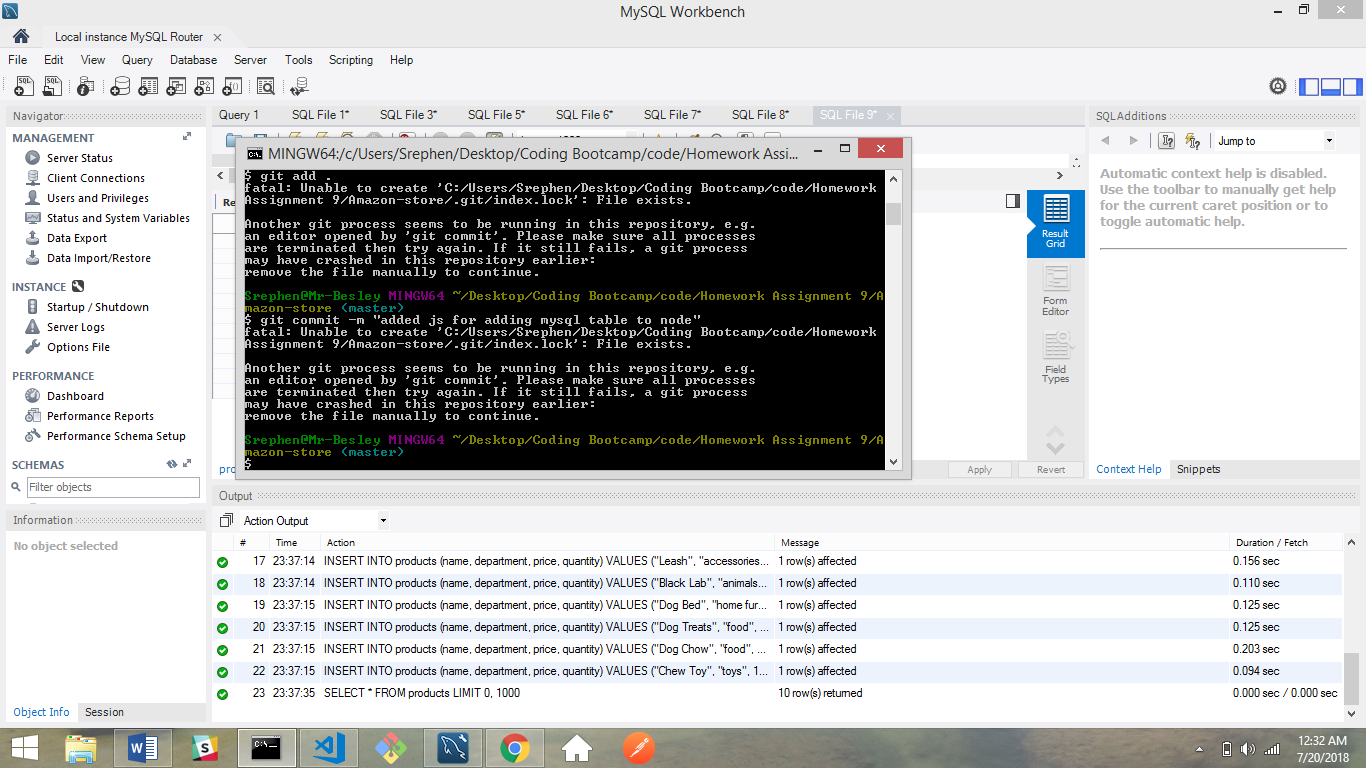 MySQL Workbench
Local instance MySQL Router
File Edit View Query Database Server Tools Scripting Help
Navigator
MANAGEMENT
Server Status
Client Connections
Users and Privileges
Status and System Variables
Data Export
Data Import/Restore
INSTANCE
Startup / Shutdown
Server Logs
Options File
PERFORMANCE
Dashboard
Performance Reports
Performance Schema Setup
SCHEMAS
Filter objects
Information
No object selected
Object Info Session
Query 1 SQL File 1* SQL File 3* SQL File 5* SQL File 6* SQL File 7* SQL File 8* SQL File 9*
MINGW64:/c/Users/Srephen/Desktop/Coding Bootcamp/code/Homework Assi...
$ git add .
fatal: Unable to create 'C:/Users/Srephen/Desktop/Coding Bootcamp/code/Homework
Assignment 9/Amazon-store/.git/index.lock': File exists.
Another git process seems to be running in this repository, e.g.
an editor opened by 'git commit'. Please make sure all processes
are terminated then try again. If it still fails, a git process
may have crashed in this repository earlier:
remove the file manually to continue.
Srephen@Mr-Besley MINGW64 ~/Desktop/Coding Bootcamp/code/Homework Assignment 9/A
mazon-store (master)
$ git commit -m "added js for adding mysql table to node"
fatal: Unable to create 'C:/Users/Srephen/Desktop/Coding Bootcamp/code/Homework
Assignment 9/Amazon-store/.git/index.lock': File exists.
Another git process seems to be running in this repository, e.g.
an editor opened by 'git commit'. Please make sure all processes
are terminated then try again. If it still fails, a git process
may have crashed in this repository earlier:
remove the file manually to continue.
Srephen@Mr-Besley MINGW64 ~/Desktop/Coding Bootcamp/code/Homework Assignment 9/A
mazon-store (master)
$
Re
pro
Result
Grid
Form
Editor
Field
Types
Apply Revert
SQLAdditions
Jump to
Automatic context help is disabled.
Use the toolbar to manually get help
for the current caret position or to
toggle automatic help.
Context Help Snippets
Output
Action Output
# Time Action Message Duration / Fetch
17 23:37:14 INSERT INTO products (name, department, price, quantity) VALUES ("Leash", "accessories... 1 row(s) affected 0.156 sec
18 23:37:14 INSERT INTO products (name, department, price, quantity) VALUES ("Black Lab", "animals... 1 row(s) affected 0.110 sec
19 23:37:15 INSERT INTO products (name, department, price, quantity) VALUES ("Dog Bed", "home fur... 1 row(s) affected 0.125 sec
20 23:37:15 INSERT INTO products (name, department, price, quantity) VALUES ("Dog Treats", "food", ... 1 row(s) affected 0.125 sec
21 23:37:15 INSERT INTO products (name, department, price, quantity) VALUES ("Dog Chow", "food", ... 1 row(s) affected 0.203 sec
22 23:37:15 INSERT INTO products (name, department, price, quantity) VALUES ("Chew Toy", "toys", 1... 1 row(s) affected 0.094 sec
23 23:37:35 SELECT * FROM products LIMIT 0, 1000 10 row(s) returned 0.000 sec / 0.000 sec
12:32 AM
7/20/2018